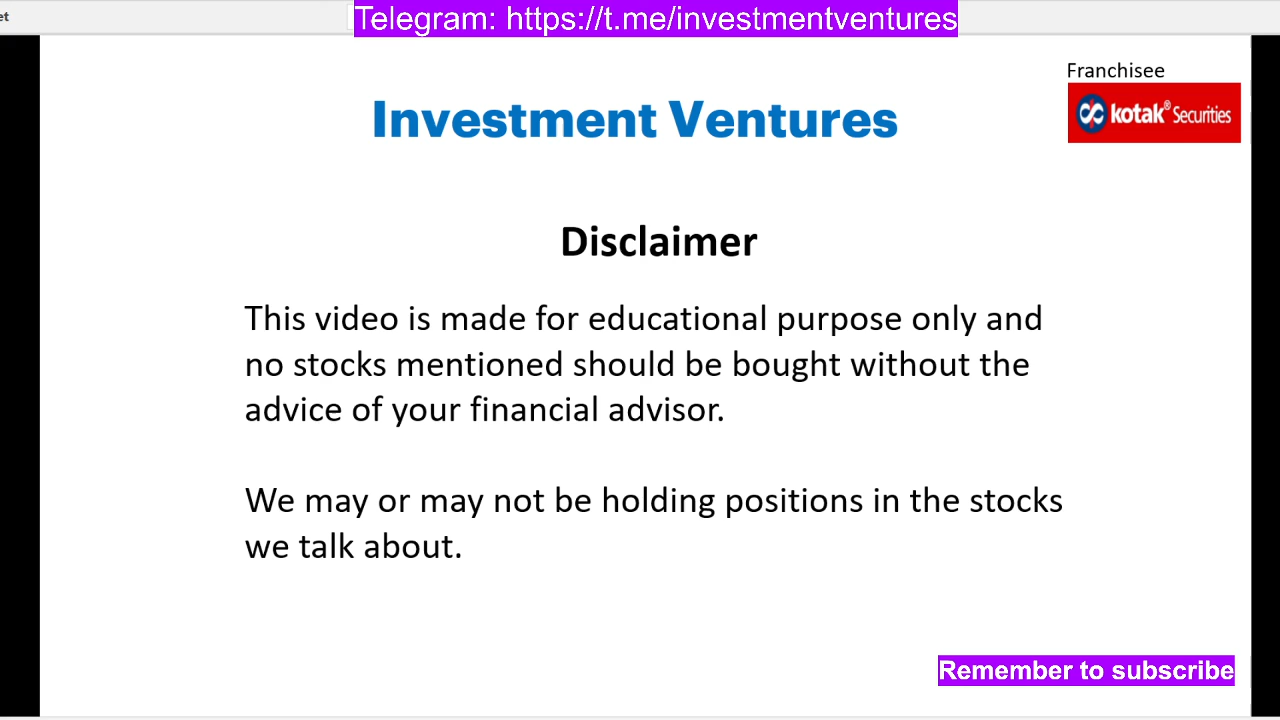 et
Telegram: https://t.me/investmentventures
Franchisee
kotak® Securities
Investment Ventures
Disclaimer
This video is made for educational purpose only and
no stocks mentioned should be bought without the
advice of your financial advisor.
We may or may not be holding positions in the stocks
we talk about.
Remember to subscribe